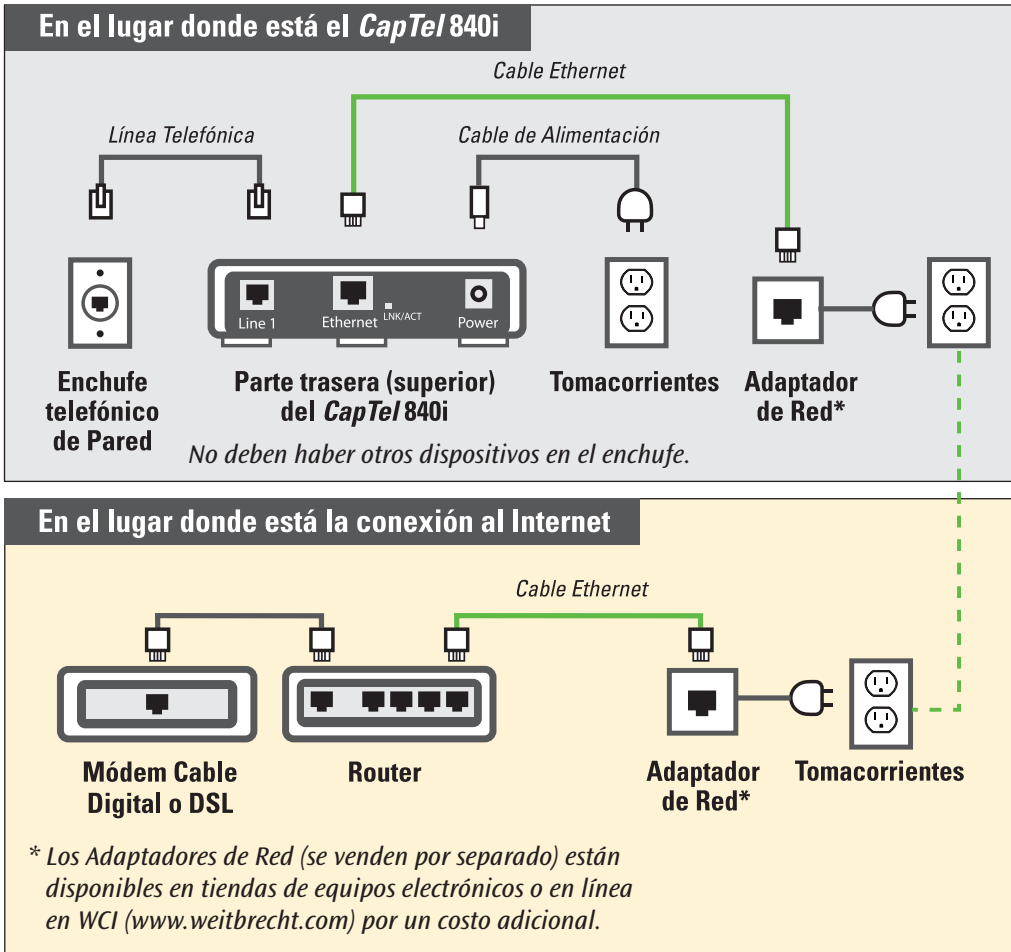 En el lugar donde está el CapTel 840i
Cable Ethernet
Línea Telefónica
Cable de Alimentación
Line 1
Ethernet
LNK/ACT
Power
Enchufe
telefónico
de Pared
Parte trasera (superior)
del CapTel 840i
Tomacorrientes
Adaptador
de Red*
No deben haber otros dispositivos en el enchufe.
En el lugar donde está la conexión al Internet
Cable Ethernet
Módem Cable
Digital o DSL
Router
Adaptador
de Red*
Tomacorrientes
* Los Adaptadores de Red (se venden por separado) están
disponibles en tiendas de equipos electrónicos o en línea
en WCI (www.weitbrecht.com) por un costo adicional.